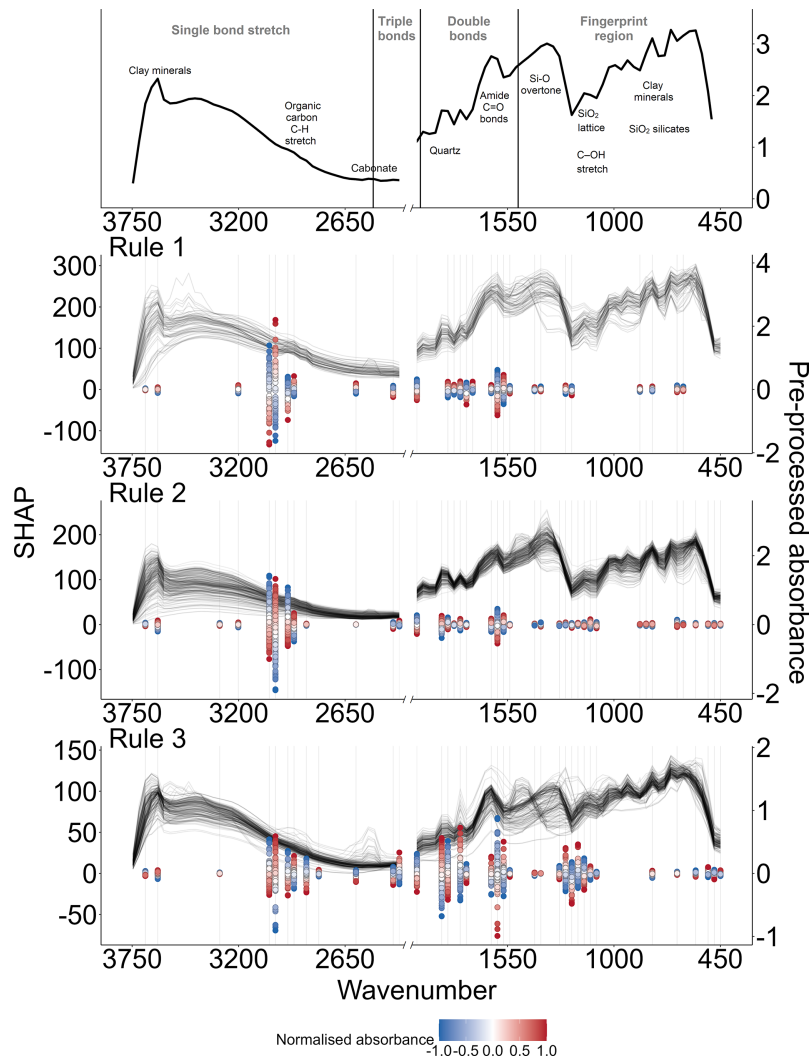 Single bond stretch
Triple
bonds
Double
bonds
Fingerprint
region
Clay minerals
Organic
carbon
C-H
stretch
Cabonate
Quartz
Amide
C=O
bonds
Si-O
overtone
SiO2
lattice
C–OH
stretch
Clay
minerals
SiO2 silicates
3
2
1
0
3750 3200 2650 1550 1000 450
Rule 1
300
200
100
0
-100
4
2
0
-2
3750 3200 2650 1550 1000 450
Rule 2
200
100
0
-100
2
0
-2
3750 3200 2650 1550 1000 450
Rule 3
150
100
50
0
-50
2
1
0
-1
3750 3200 2650 1550 1000 450
SHAP
Pre-processed absorbance
Wavenumber
Normalised absorbance
-1.0 -0.5 0.0 0.5 1.0